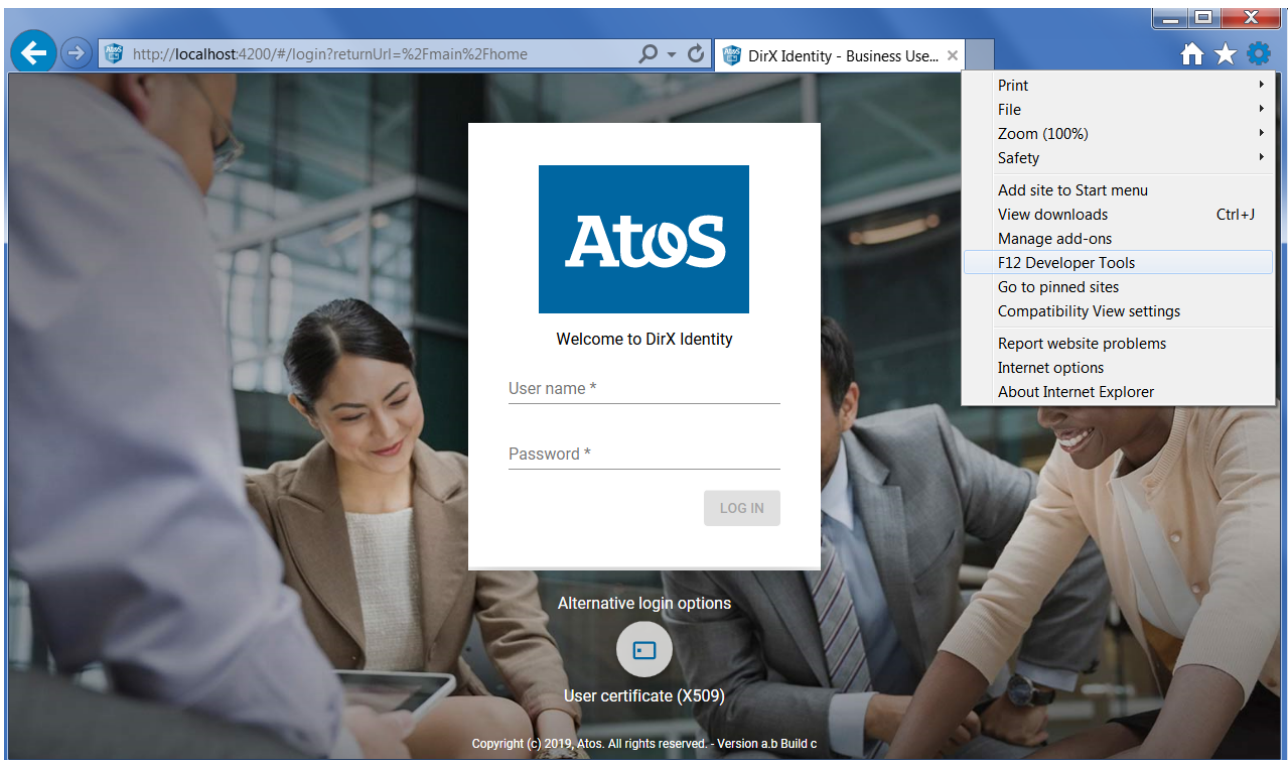 http://localhost:4200/#/login?returnUrl=%2Fmain%2Fhome
DirX Identity - Business Use...
Print
File
Zoom (100%)
Safety
Add site to Start menu
View downloads Ctrl+J
Manage add-ons
F12 Developer Tools
Go to pinned sites
Compatibility View settings
Report website problems
Internet options
About Internet Explorer
Atos
Welcome to DirX Identity
User name *
Password *
LOG IN
Alternative login options
User certificate (X509)
Copyright (c) 2019, Atos. All rights reserved. - Version a.b Build c